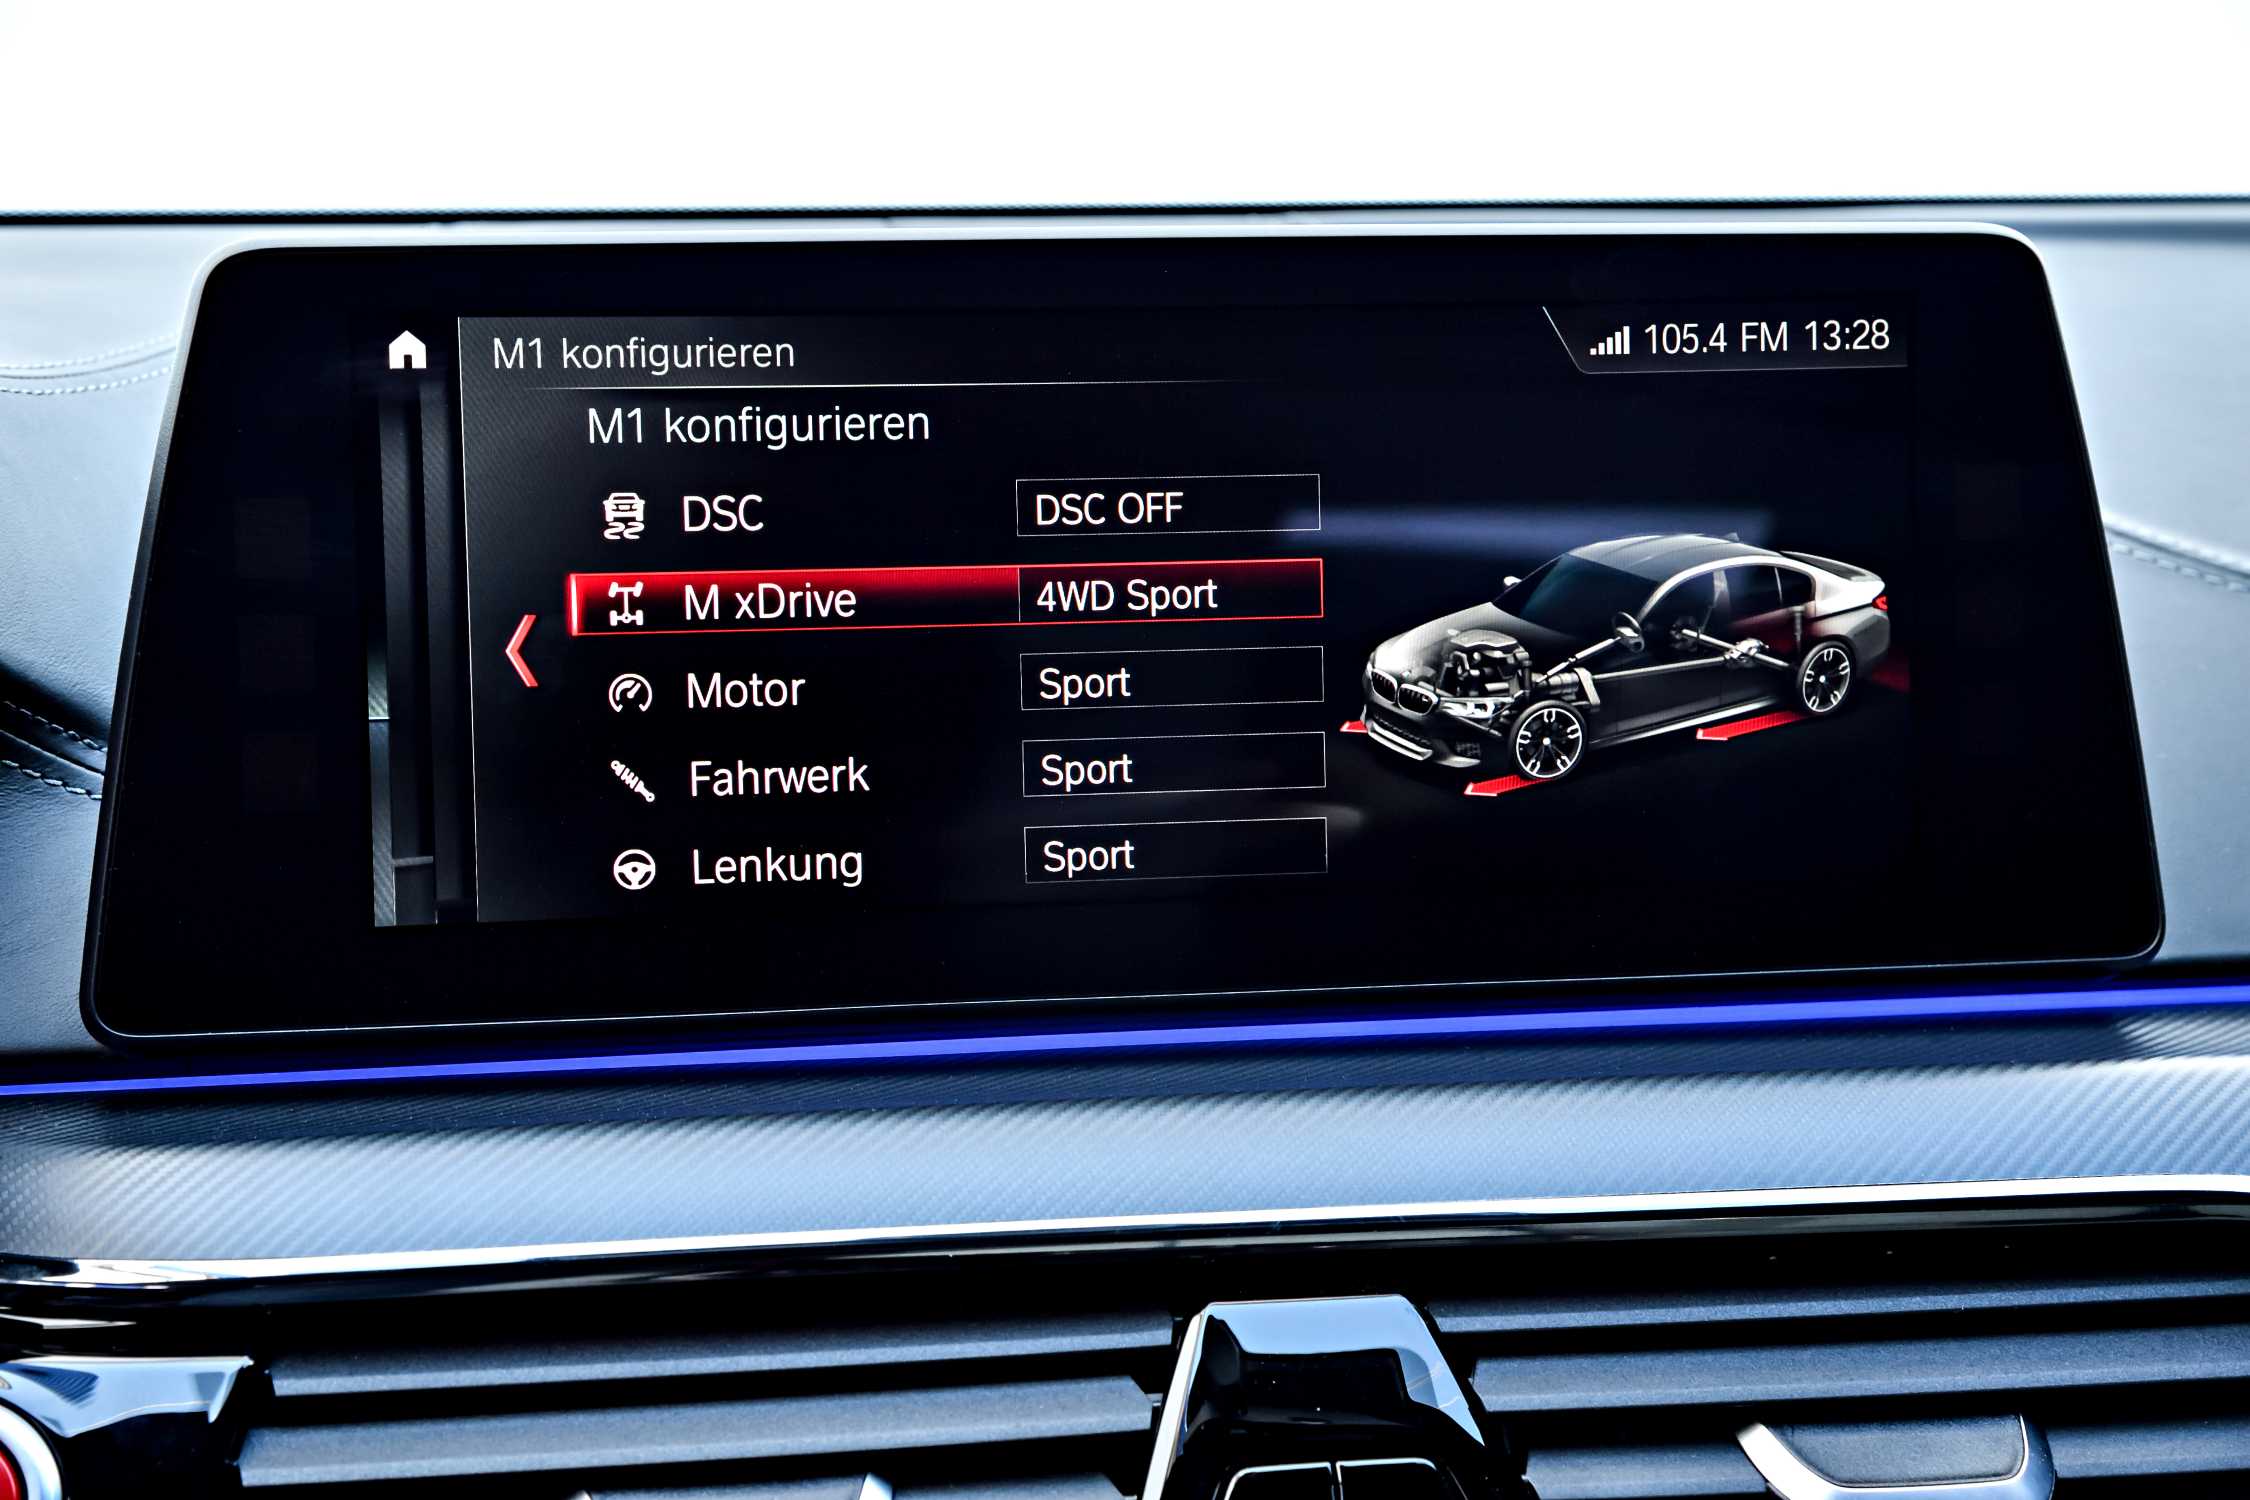 M1 konfigurieren
105.4 FM 13:28
M1 konfigurieren
DSC DSC OFF
M xDrive 4WD Sport
Motor Sport
Fahrwerk Sport
Lenkung Sport